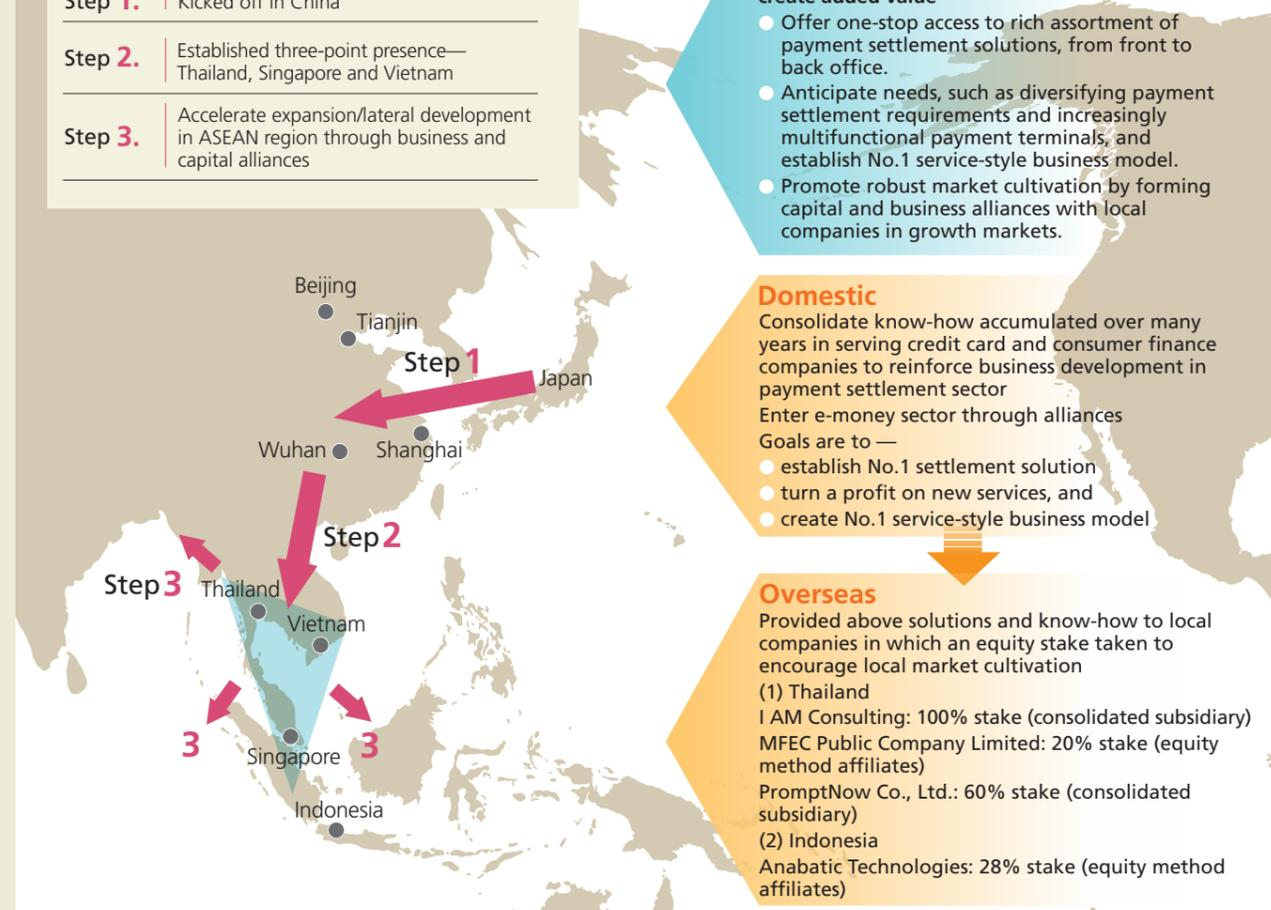 Step 1.
Kicked off in China
Step 2.
Established three-point presence—
Thailand, Singapore and Vietnam
Step 3.
Accelerate expansion/lateral development
in ASEAN region through business and
capital alliances
create added value
Offer one-stop access to rich assortment of
payment settlement solutions, from front to
back office.
Anticipate needs, such as diversifying payment
settlement requirements and increasingly
multifunctional payment terminals, and
establish No.1 service-style business model.
Promote robust market cultivation by forming
capital and business alliances with local
companies in growth markets.
Beijing
Tianjin
Step 1
Japan
Wuhan
Shanghai
Step 2
Step 3
Thailand
Vietnam
3
3
Singapore
Indonesia
Domestic
Consolidate know-how accumulated over many
years in serving credit card and consumer finance
companies to reinforce business development in
payment settlement sector
Enter e-money sector through alliances
Goals are to —
establish No.1 settlement solution
turn a profit on new services, and
create No.1 service-style business model
Overseas
Provided above solutions and know-how to local
companies in which an equity stake taken to
encourage local market cultivation
(1) Thailand
I AM Consulting: 100% stake (consolidated subsidiary)
MFEC Public Company Limited: 20% stake (equity
method affiliates)
PromptNow Co., Ltd.: 60% stake (consolidated
subsidiary)
(2) Indonesia
Anabatic Technologies: 28% stake (equity method
affiliates)